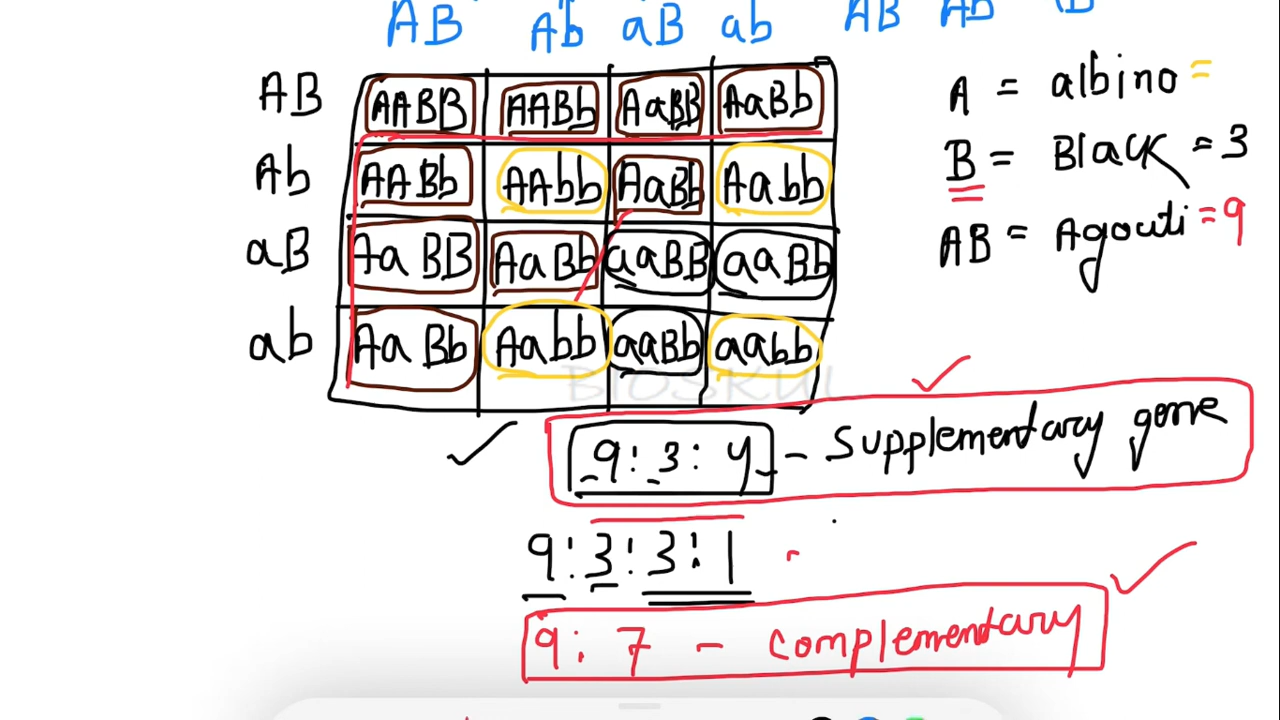 AB Ab aB ab AB Ab
AB AABB AABb AaBB AaBb
Ab AABb AAbb AaBb Aabb
aB AaBB AaBb aaBB aaBb
ab AaBb Aabb aaBb aabb
A = albino =
B = Black = 3
AB = Agouti = 9
BIOSKUL
9 : 3 : 4 - Supplementary gene
9 : 3 : 3 : 1
9 : 7 - Complementary